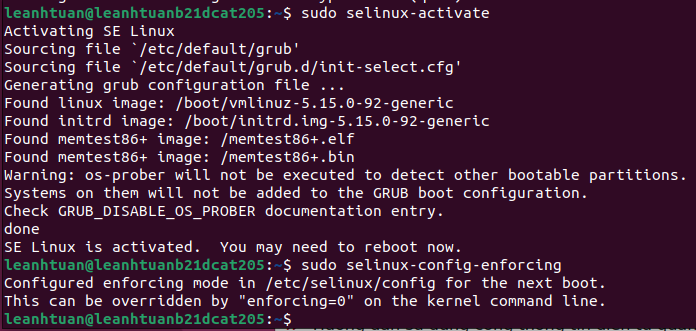 leanhtuan@leanhtuanb21dcat205:~$ sudo selinux-activate
Activating SE Linux
Sourcing file `/etc/default/grub'
Sourcing file `/etc/default/grub.d/init-select.cfg'
Generating grub configuration file ...
Found linux image: /boot/vmlinuz-5.15.0-92-generic
Found initrd image: /boot/initrd.img-5.15.0-92-generic
Found memtest86+ image: /memtest86+.elf
Found memtest86+ image: /memtest86+.bin
Warning: os-prober will not be executed to detect other bootable partitions.
Systems on them will not be added to the GRUB boot configuration.
Check GRUB_DISABLE_OS_PROBER documentation entry.
done
SE Linux is activated.  You may need to reboot now.
leanhtuan@leanhtuanb21dcat205:~$ sudo selinux-config-enforcing
Configured enforcing mode in /etc/selinux/config for the next boot.
This can be overridden by "enforcing=0" on the kernel command line.
leanhtuan@leanhtuanb21dcat205:~$